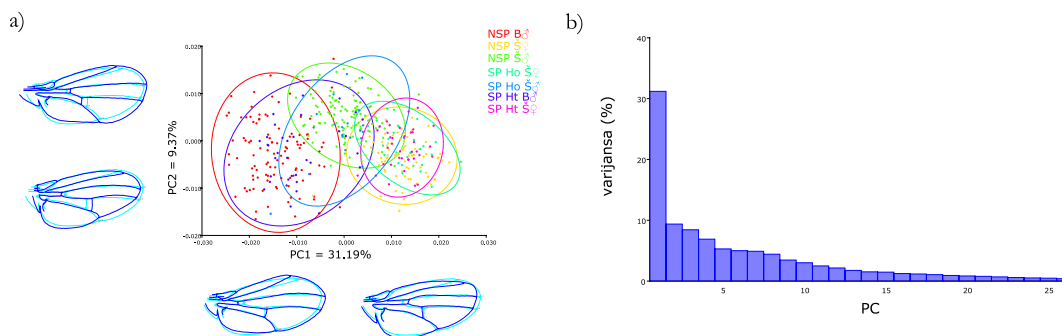 a)
NSP B♂
NSP Š♀
NSP Š♂
SP Ho Š♀
SP Ho Š♂
SP Ht B♂
SP Ht Š♀
0.020
0.010
0.000
-0.010
-0.020
PC2 = 9.37%
-0.030
-0.020
-0.010
0.000
0.010
0.020
0.030
PC1 = 31.19%
b)
40
30
20
10
0
varijansa (%)
5
10
15
20
25
PC